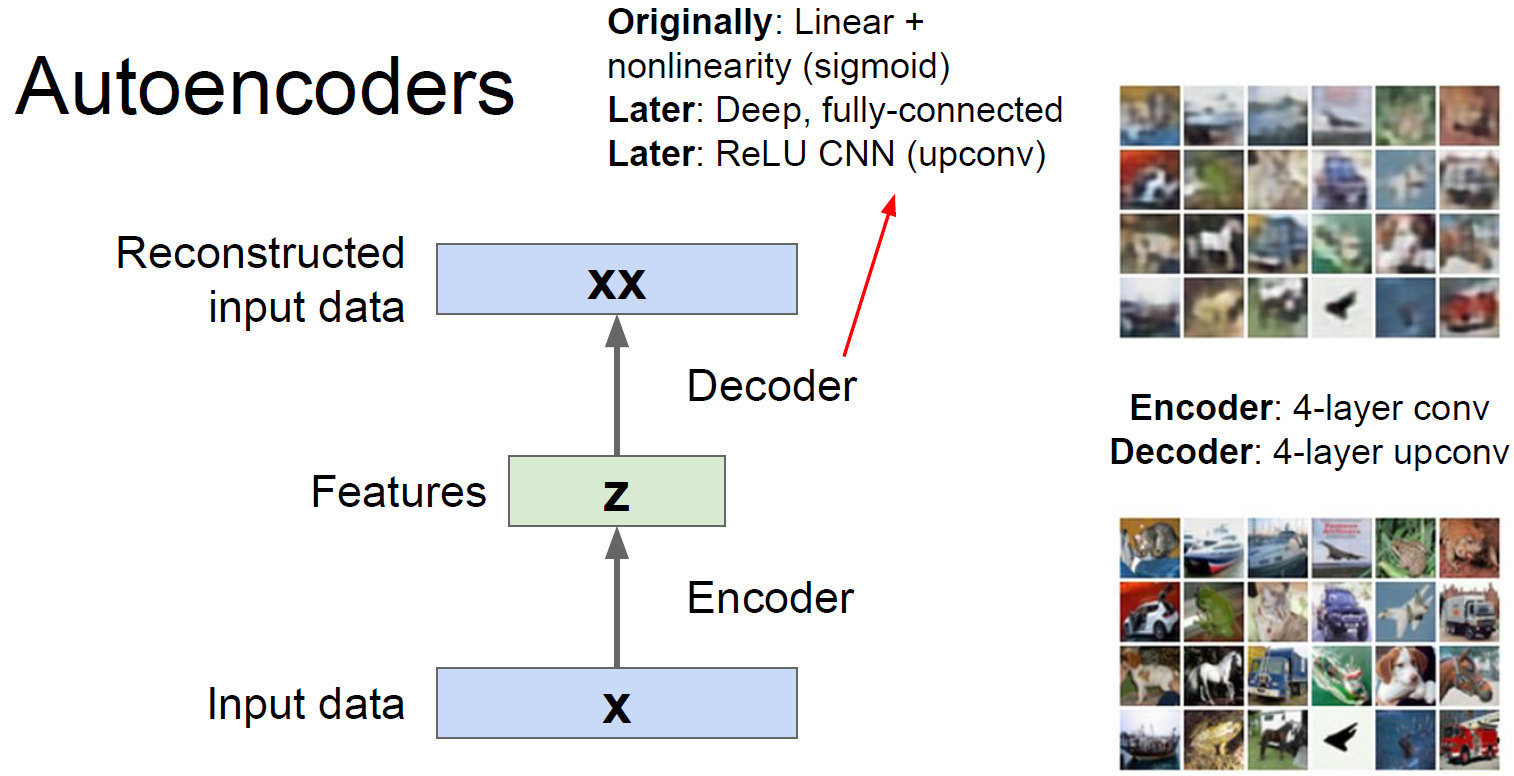 Autoencoders
Originally: Linear +
nonlinearity (sigmoid)
Later: Deep, fully-connected
Later: ReLU CNN (upconv)
Reconstructed
input data
xx
Decoder
Features
z
Encoder
Input data
x
Encoder: 4-layer conv
Decoder: 4-layer upconv